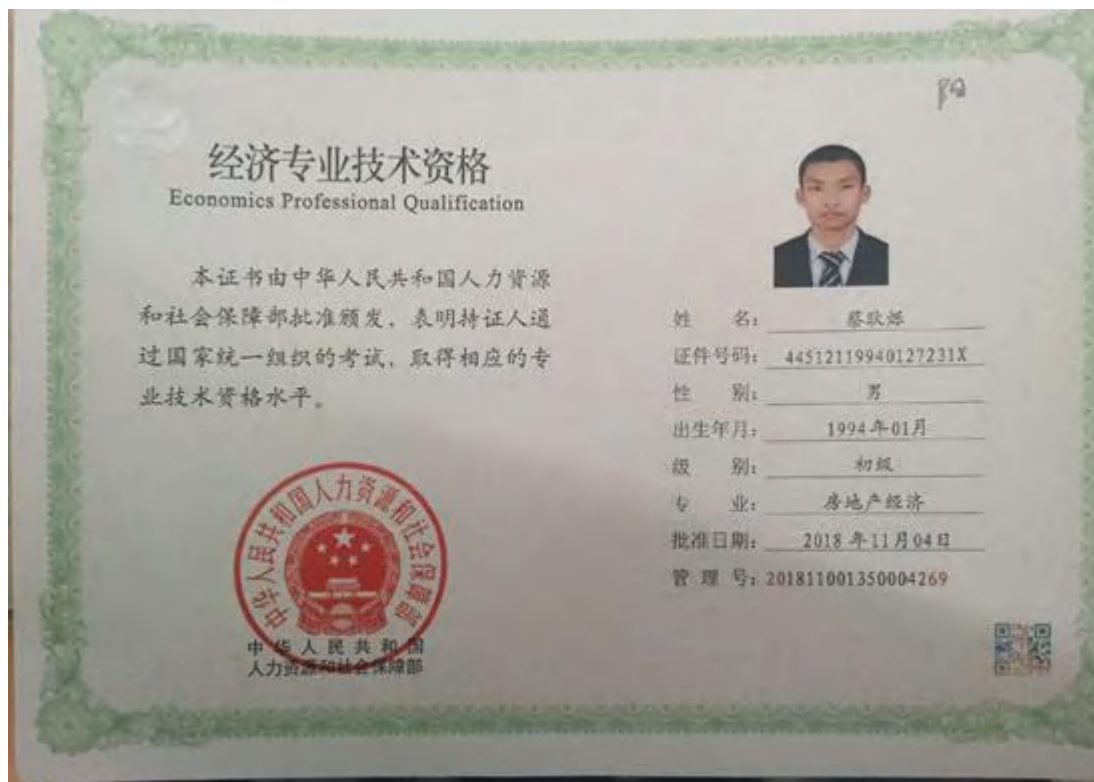 经济专业技术资格
Economics Professional Qualification
本证书由中华人民共和国人力资源
和社会保障部批准颁发，表明持证人通
过国家统一组织的考试，取得相应的专
业技术资格水平。
中华人民共和国人力资源和社会保障部
中华人民共和国
人力资源和社会保障部
姓 名： 蔡耿烁
证件号码： 44512119940127231X
性 别： 男
出生年月： 1994年01月
级 别： 初级
专 业： 房地产经济
批准日期： 2018年11月04日
管 理 号：201811001350004269